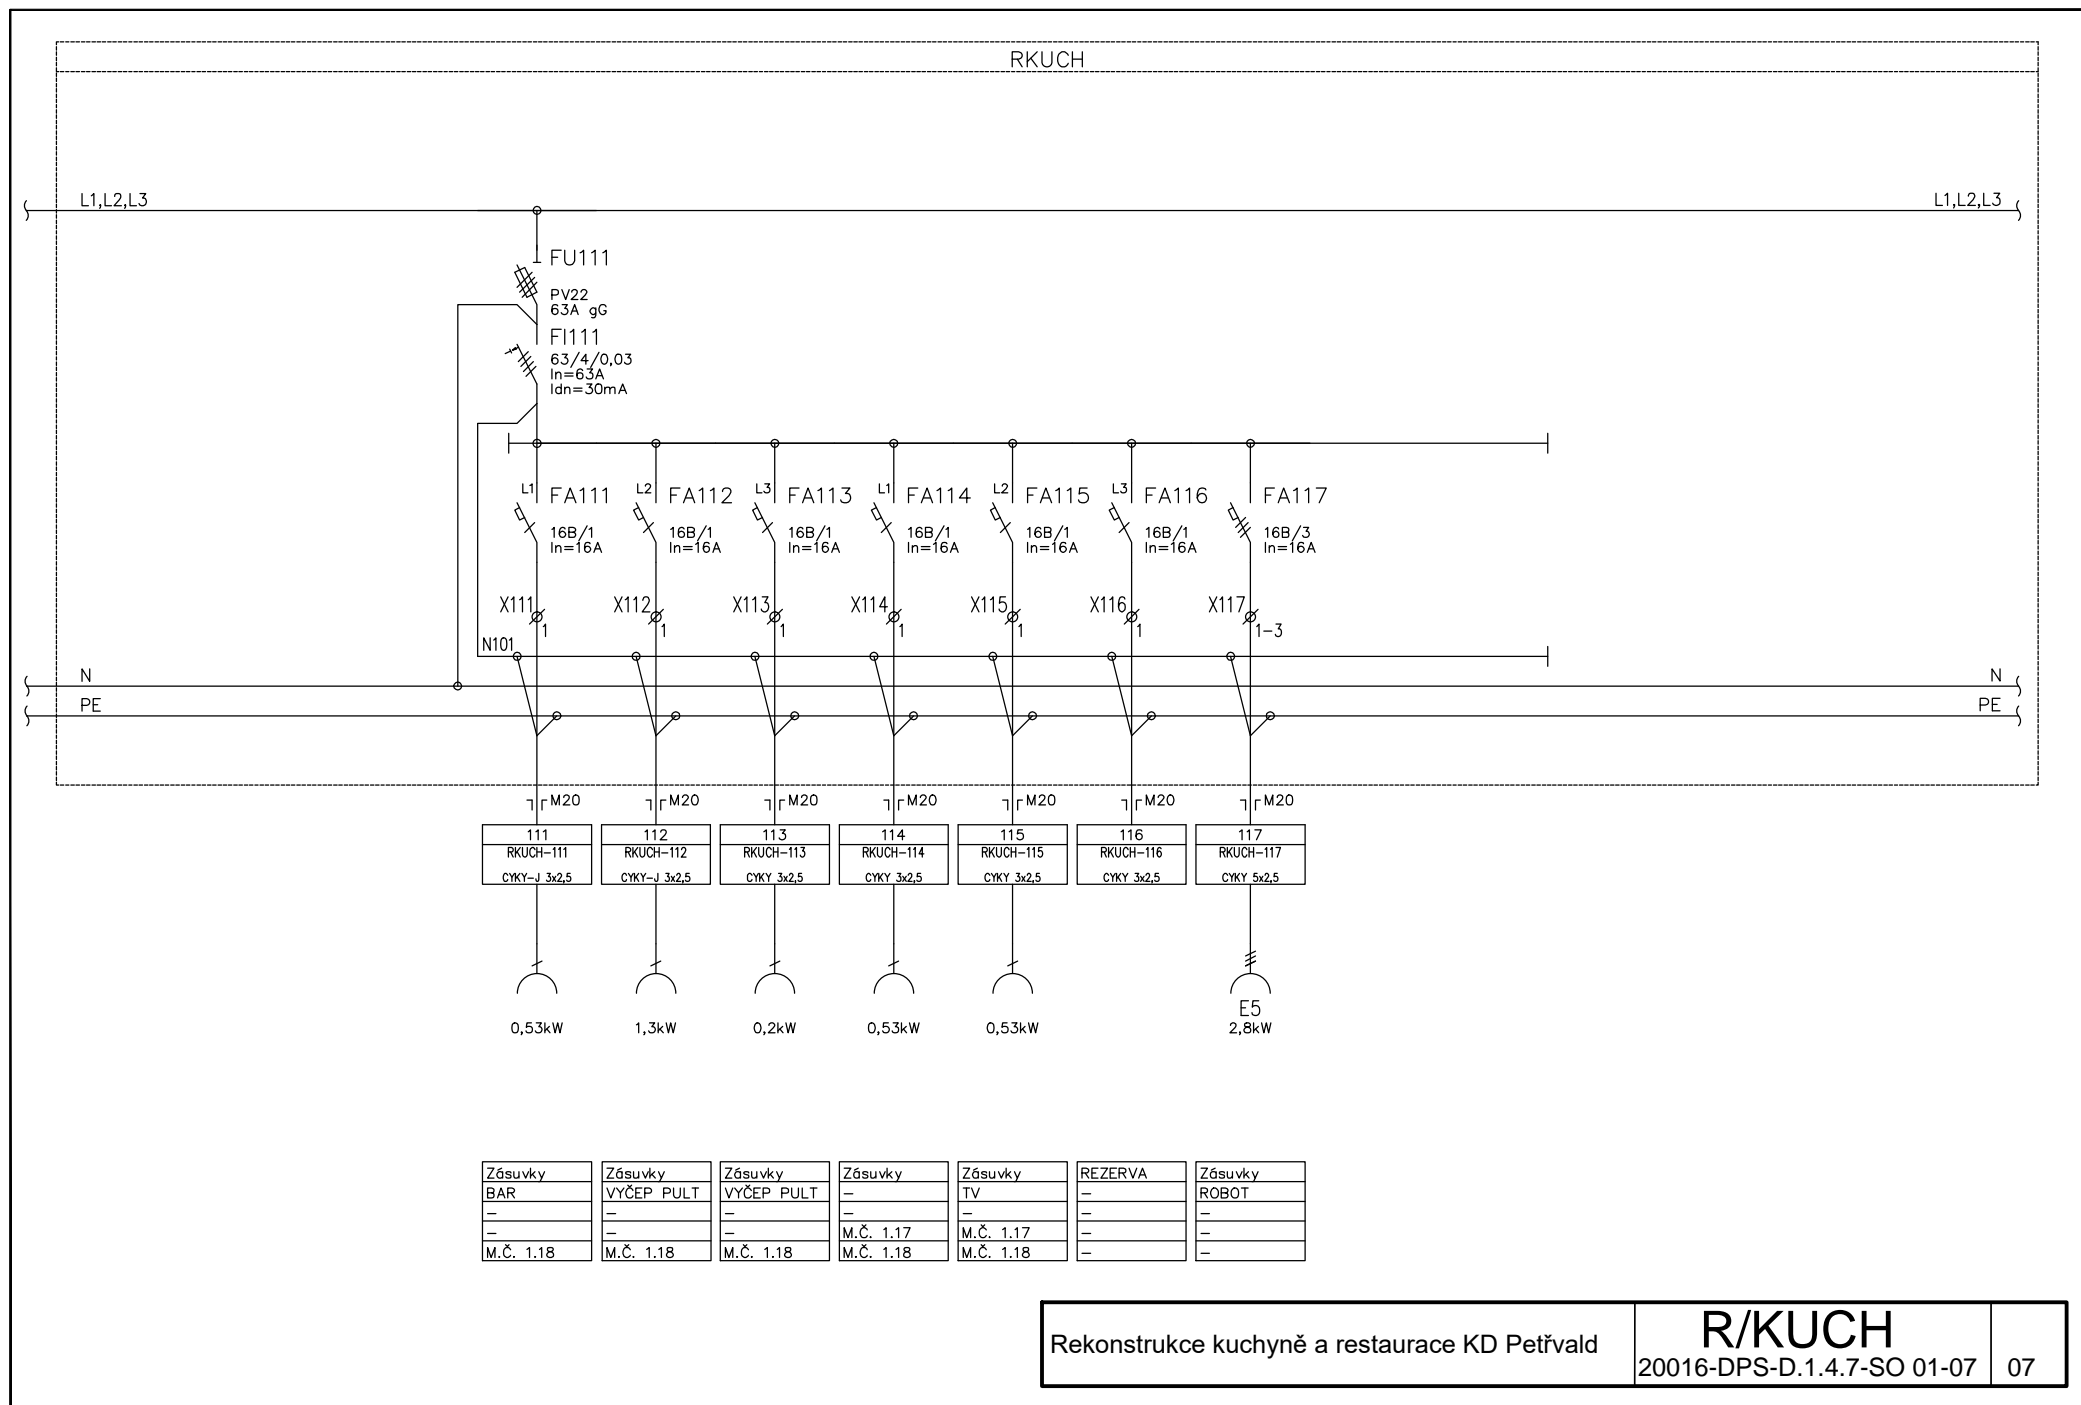 RKUCH
L1,L2,L3
L1,L2,L3
FU111
PV22
63A gG
FI111
63/4/0,03
In=63A
Idn=30mA
L1 FA111 L2 FA112 L3 FA113 L1 FA114 L2 FA115 L3 FA116 FA117
16B/1 16B/1 16B/1 16B/1 16B/1 16B/1 16B/3
In=16A In=16A In=16A In=16A In=16A In=16A In=16A
X111 X112 X113 X114 X115 X116 X117
1 1 1 1 1 1 1-3
N101
N N
PE PE
M20 M20 M20 M20 M20 M20 M20
111 112 113 114 115 116 117
RKUCH-111 RKUCH-112 RKUCH-113 RKUCH-114 RKUCH-115 RKUCH-116 RKUCH-117
CYKY-J 3x2,5 CYKY-J 3x2,5 CYKY 3x2,5 CYKY 3x2,5 CYKY 3x2,5 CYKY 3x2,5 CYKY 5x2,5
E5
0,53kW 1,3kW 0,2kW 0,53kW 0,53kW 2,8kW
Zásuvky Zásuvky Zásuvky Zásuvky Zásuvky REZERVA Zásuvky
BAR VÝČEP PULT VÝČEP PULT - TV - ROBOT
- - - - - - -
- - - M.Č. 1.17 M.Č. 1.17 - -
M.Č. 1.18 M.Č. 1.18 M.Č. 1.18 M.Č. 1.18 M.Č. 1.18 - -
Rekonstrukce kuchyně a restaurace KD Petřvald
R/KUCH
20016-DPS-D.1.4.7-SO 01-07 07